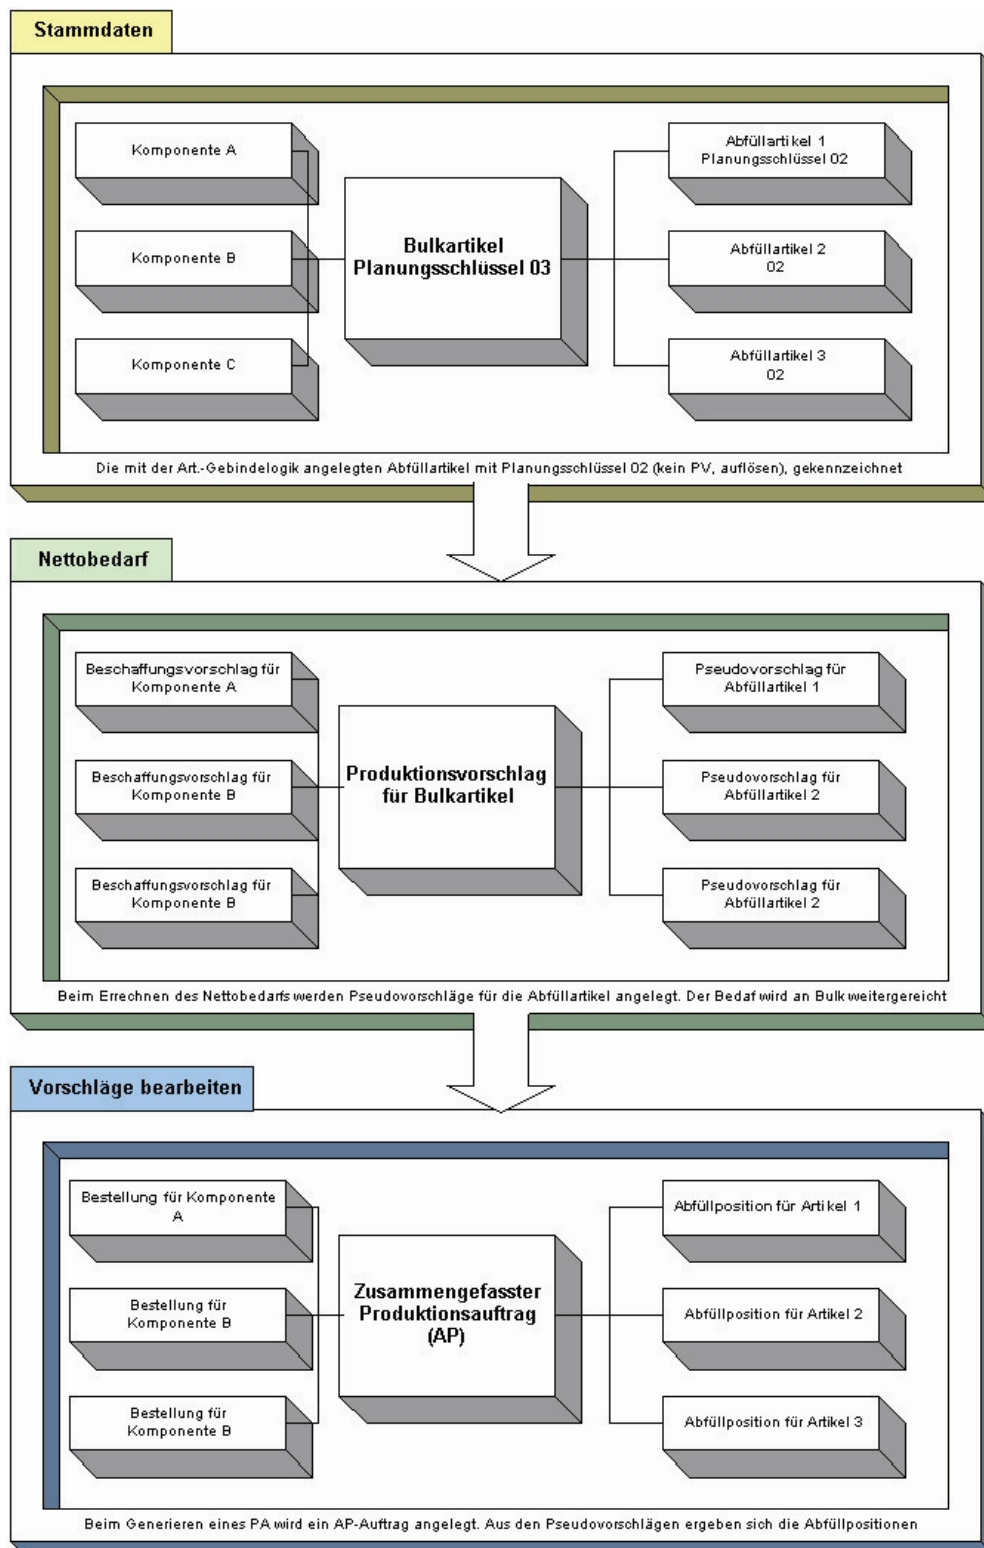 Stammdaten
Komponente A
Komponente B
Komponente C
Bulkartikel
Planungsschlüssel 03
Abfüllartikel 1
Planungsschlüssel 02
Abfüllartikel 2
02
Abfüllartikel 3
02
Die mit der Art.-Gebindelogik angelegten Abfüllartikel mit Planungsschlüssel 02 (kein PV, auflösen), gekennzeichnet
Nettobedarf
Beschaffungsvorschlag für
Komponente A
Beschaffungsvorschlag für
Komponente B
Beschaffungsvorschlag für
Komponente B
Produktionsvorschlag
für Bulkartikel
Pseudovorschlag für
Abfüllartikel 1
Pseudovorschlag für
Abfüllartikel 2
Pseudovorschlag für
Abfüllartikel 2
Beim Errechnen des Nettobedarfs werden Pseudovorschläge für die Abfüllartikel angelegt. Der Bedaf wird an Bulk weitergereicht
Vorschläge bearbeiten
Bestellung für Komponente
A
Bestellung für
Komponente B
Bestellung für
Komponente B
Zusammengefasster
Produktionsauftrag
(AP)
Abfüllposition für Artikel 1
Abfüllposition für Artikel 2
Abfüllposition für Artikel 3
Beim Generieren eines PA wird ein AP-Auftrag angelegt. Aus den Pseudovorschlägen ergeben sich die Abfüllpositionen